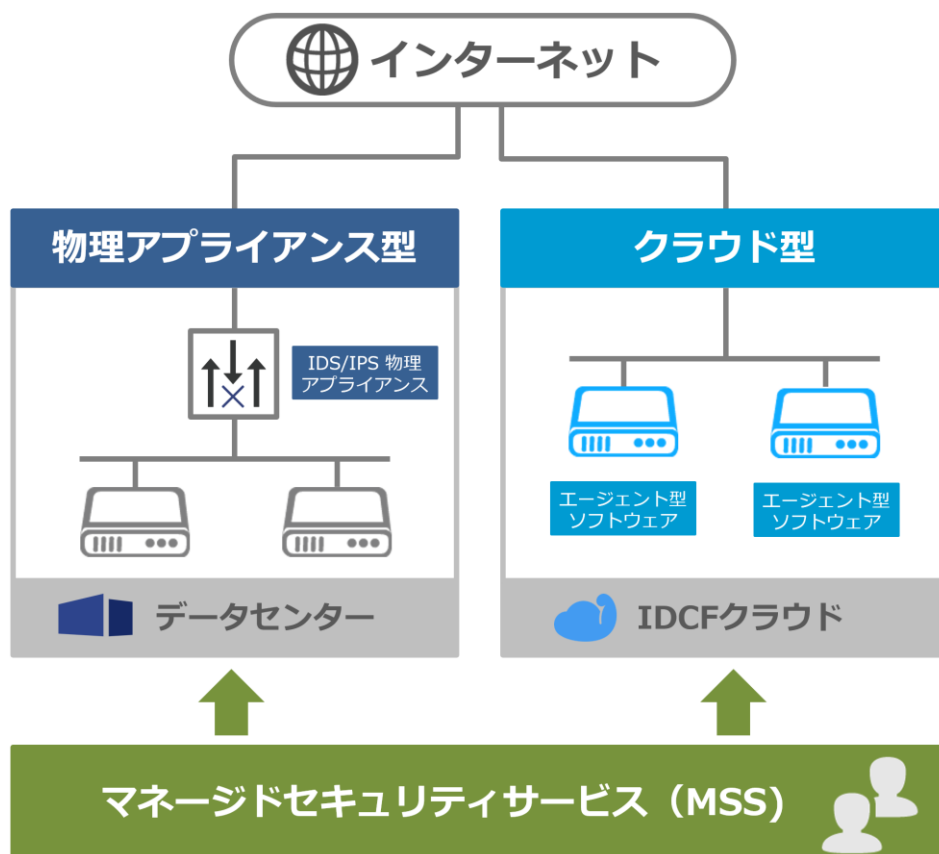 インターネット
物理アプライアンス型
クラウド型
IDS/IPS 物理
アプライアンス
エージェント型
ソフトウェア
エージェント型
ソフトウェア
データセンター
IDCFクラウド
マネージドセキュリティサービス（MSS）